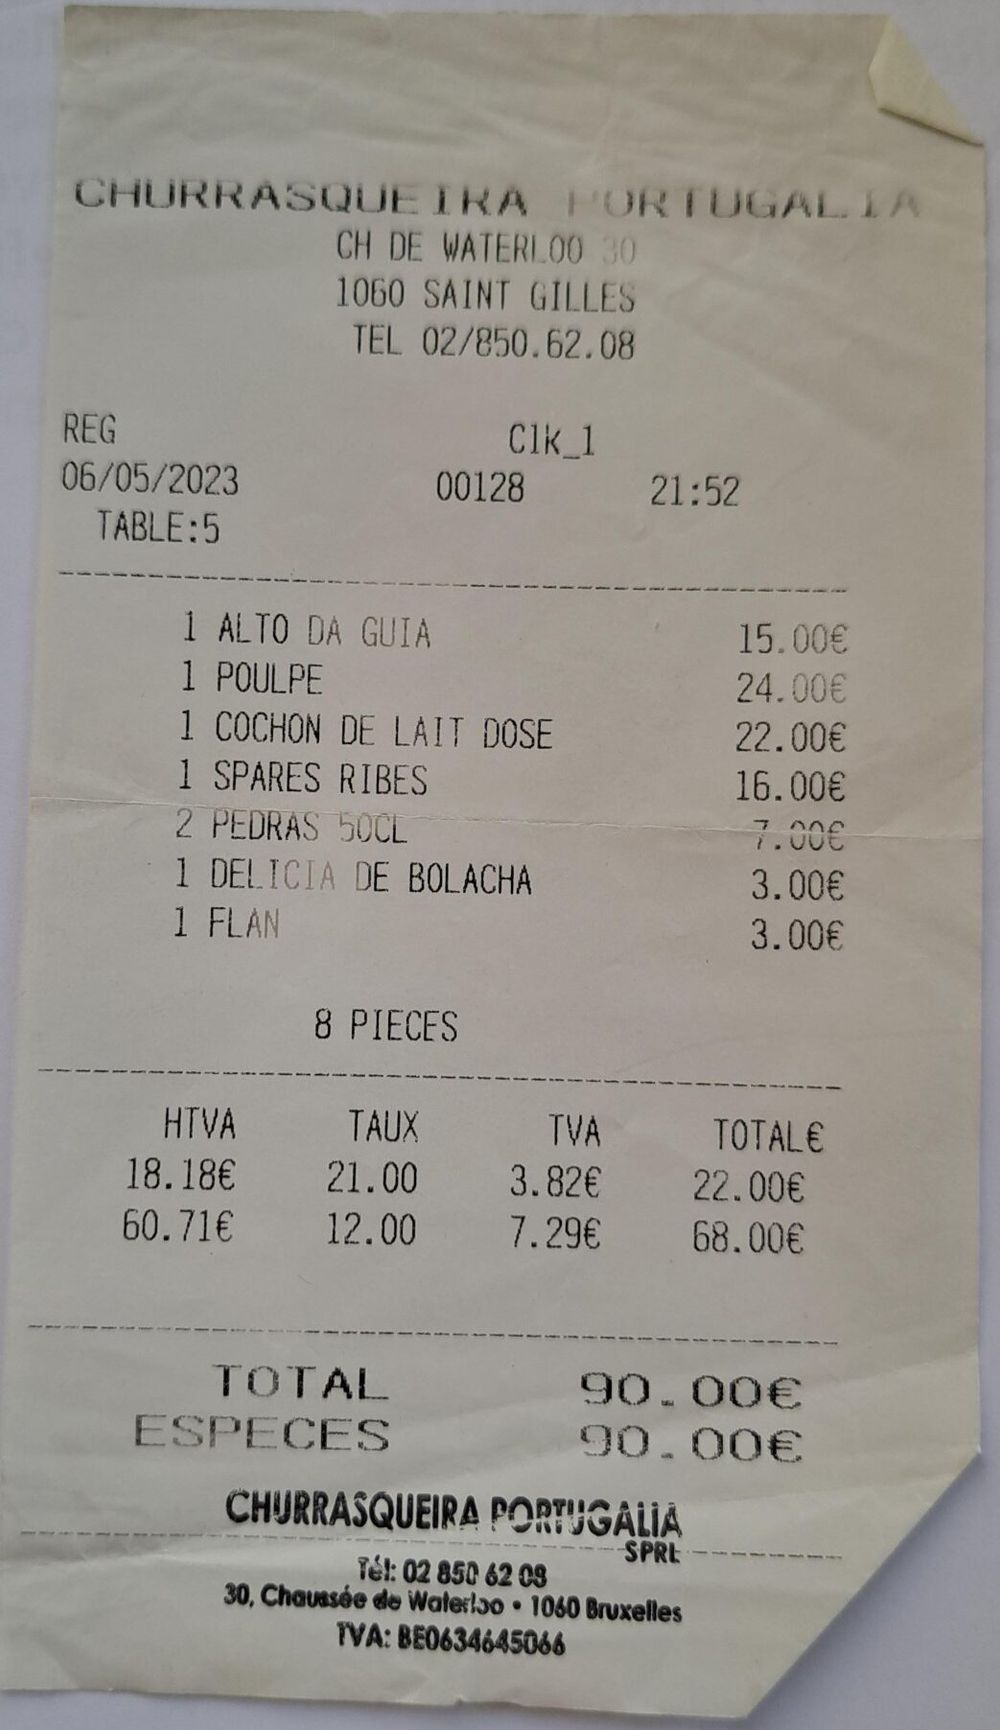 CHURRASQUEIRA PORTUGALIA
CH DE WATERLOO 30
1060 SAINT GILLES
TEL 02/850.62.08
REG Clk_1
06/05/2023 00128 21:52
TABLE:5
1 ALTO DA GUIA 15.00€
1 POULPE 24.00€
1 COCHON DE LAIT DOSE 22.00€
1 SPARES RIBES 16.00€
2 PEDRAS 50CL 7.00€
1 DELICIA DE BOLACHA 3.00€
1 FLAN 3.00€
8 PIECES
HTVA TAUX TVA TOTAL€
18.18€ 21.00 3.82€ 22.00€
60.71€ 12.00 7.29€ 68.00€
TOTAL 90.00€
ESPECES 90.00€
CHURRASQUEIRA PORTUGALIA
SPRL
Tél: 02 850 62 08
30, Chaussée de Waterloo • 1060 Bruxelles
TVA: BE0634645066